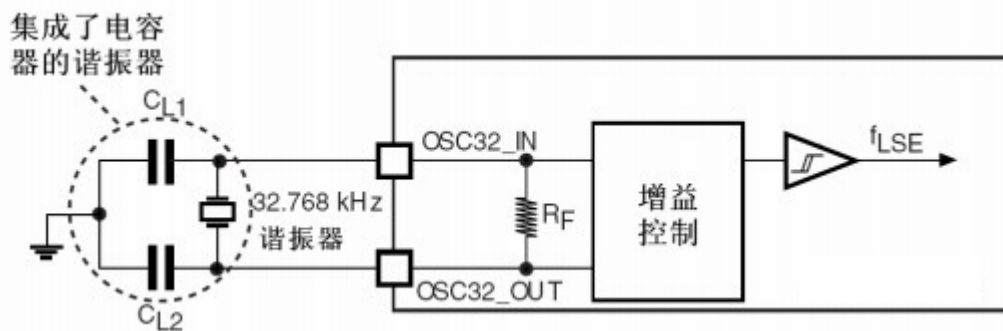 集成了电容
器的谐振器
CL1
OSC32_IN
fLSE
32.768 kHz
谐振器
RF
增益
控制
OSC32_OUT
CL2